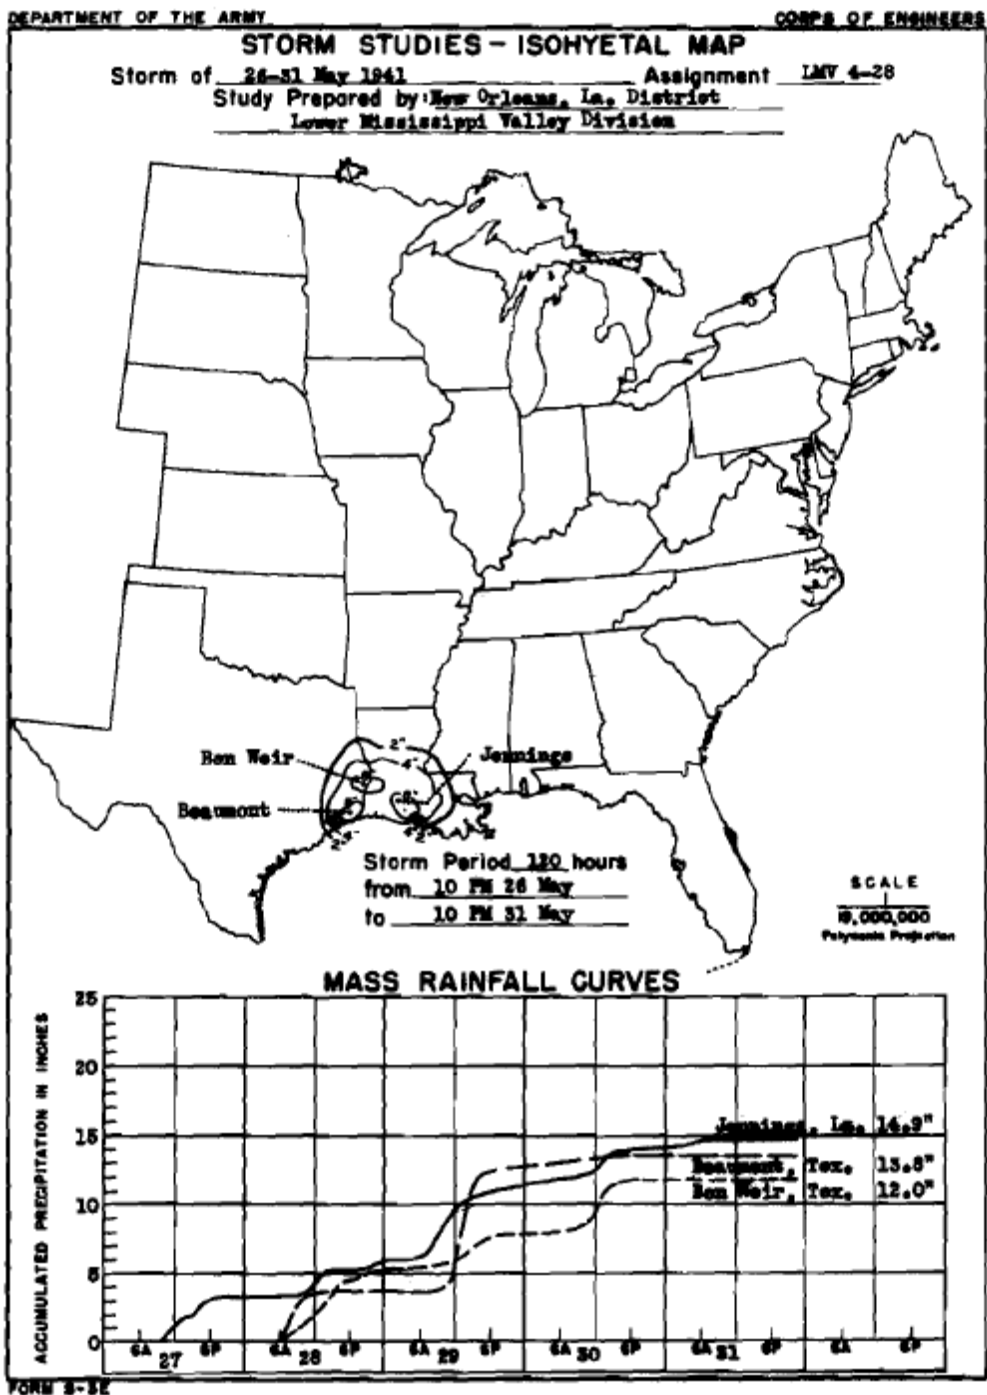 DEPARTMENT OF THE ARMY CORPS OF ENGINEERS
STORM STUDIES – ISOHYETAL MAP
Storm of 26-31 May 1941 Assignment LMV 4-28
Study Prepared by: New Orleans, La. District
Lower Mississippi Valley Division
2"
Bon Weir Jennings
4"
Beaumont
Storm Period 120 hours
from 10 PM 26 May
to 10 PM 31 May
SCALE
1
10,000,000
Polyconic Projection
MASS RAINFALL CURVES
ACCUMULATED PRECIPITATION IN INCHES
25
20
15
10
5
0
Jennings, La. 14.9"
Beaumont, Tex. 13.8"
Bon Weir, Tex. 12.0"
6A 6P 6A 6P 6A 6P 6A 6P 6A 6P 6A 6P
27 28 29 30 31
FORM S-3E